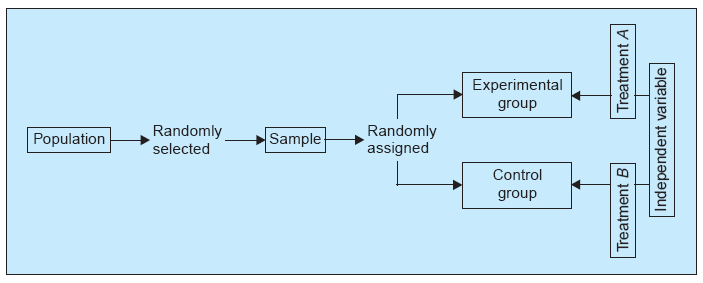 Population
Randomly
selected
Sample
Randomly
assigned
Experimental
group
Control
group
Treatment A
Treatment B
Independent variable